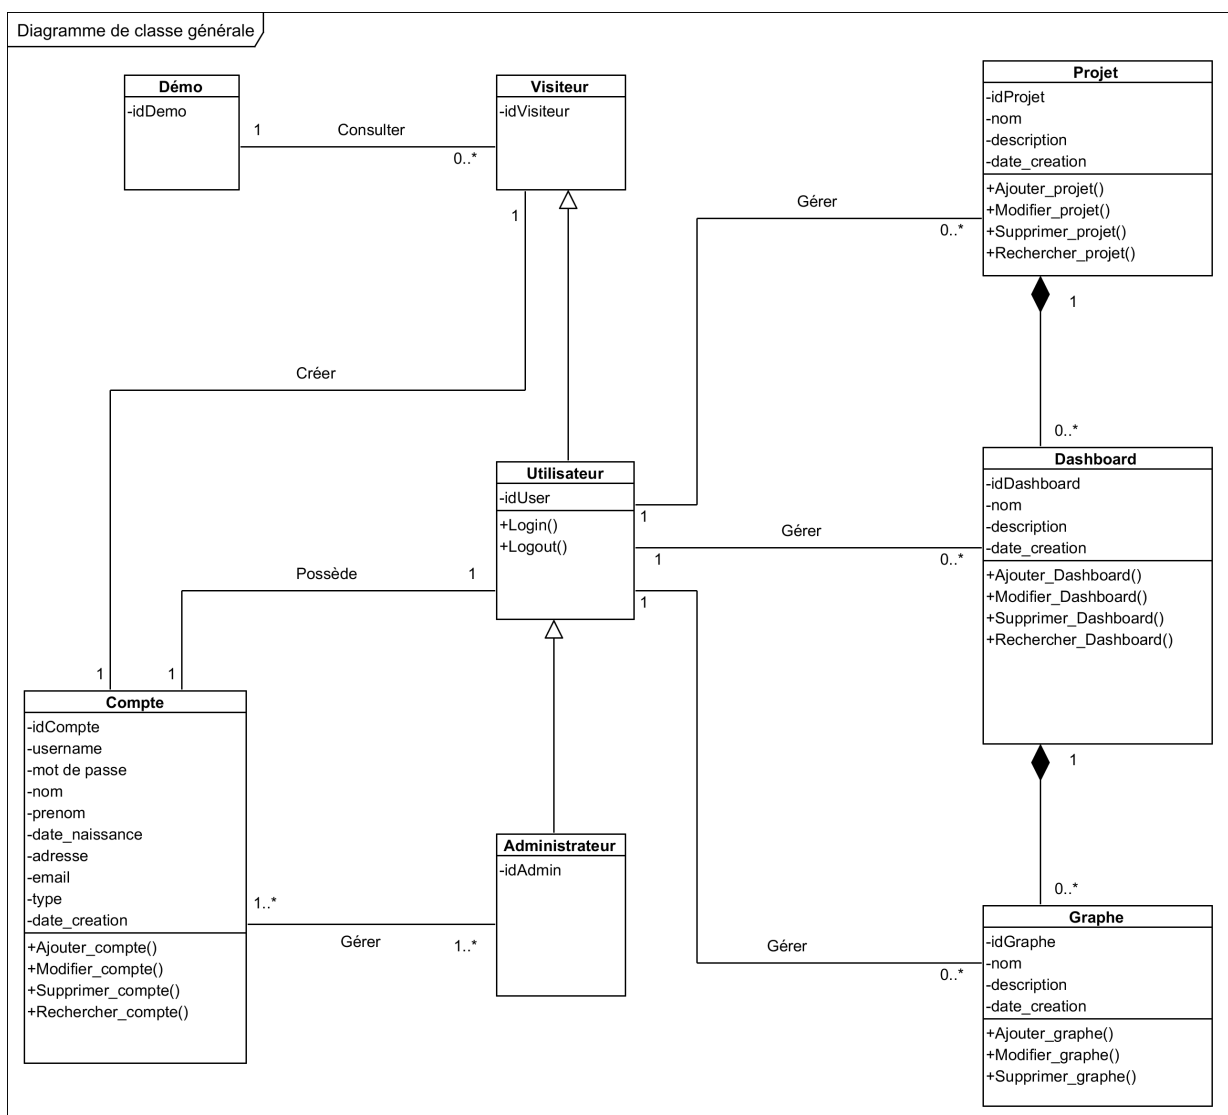 Diagramme de classe générale
Démo
-idDemo
1
Consulter
0..*
Visiteur
-idVisiteur
1
Créer
1
Projet
-idProjet
-nom
-description
-date_creation
+Ajouter_projet()
+Modifier_projet()
+Supprimer_projet()
+Rechercher_projet()
Gérer
0..*
1
1
0..*
Utilisateur
-idUser
+Login()
+Logout()
Gérer
1
0..*
Dashboard
-idDashboard
-nom
-description
-date_creation
+Ajouter_Dashboard()
+Modifier_Dashboard()
+Supprimer_Dashboard()
+Rechercher_Dashboard()
Possède
1
1
1
Compte
-idCompte
-username
-mot de passe
-nom
-prenom
-date_naissance
-adresse
-email
-type
-date_creation
+Ajouter_compte()
+Modifier_compte()
+Supprimer_compte()
+Rechercher_compte()
1..*
Gérer
1..*
Administrateur
-idAdmin
Gérer
0..*
1
0..*
Graphe
-idGraphe
-nom
-description
-date_creation
+Ajouter_graphe()
+Modifier_graphe()
+Supprimer_graphe()